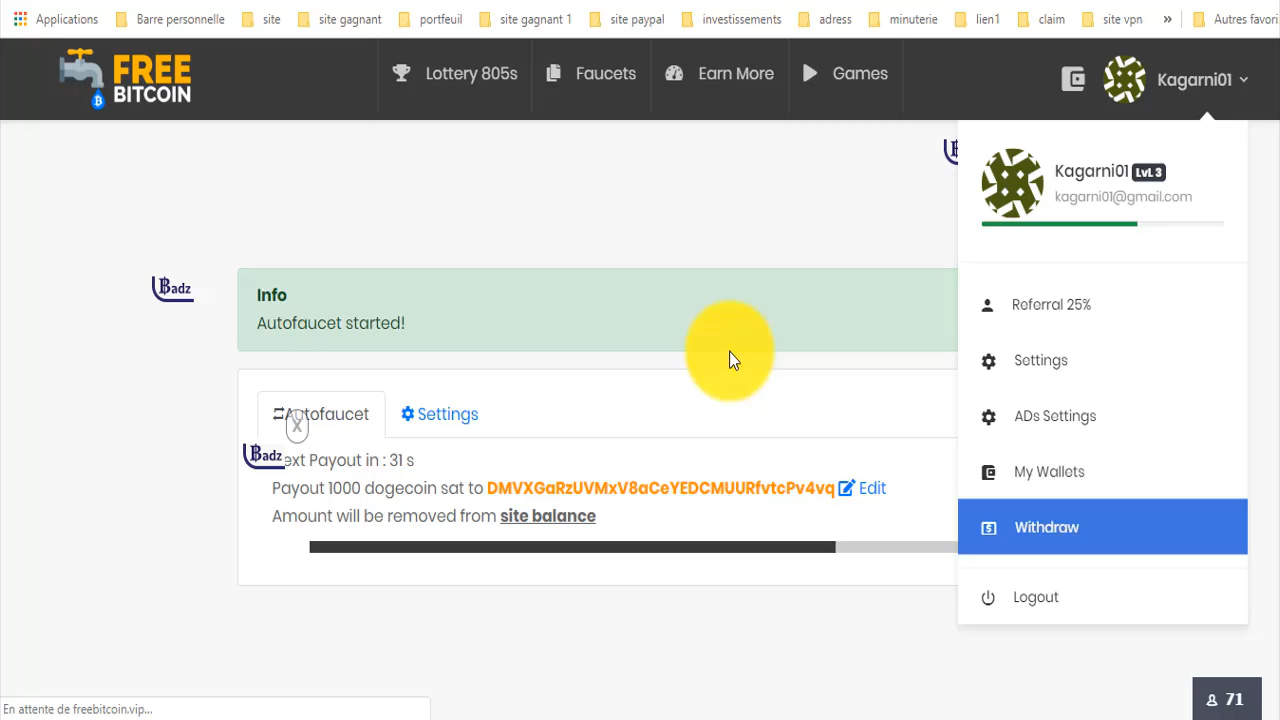 Applications Barre personnelle site site gagnant portfeuil site gagnant 1 site paypal investissements adress minuterie lien1 claim site vpn » Autres favori
FREE BITCOIN
Lottery 805s Faucets Earn More Games Kagarni01
Kagarni01 LvL 3
kagarni01@gmail.com
Badz
Info
Autofaucet started!
Referral 25%
Settings
ADs Settings
My Wallets
Withdraw
Logout
Autofaucet Settings
Badz
ext Payout in : 31 s
Payout 1000 dogecoin sat to DMVXGaRzUVMxV8aCeYEDCMUURfvtcPv4vq Edit
Amount will be removed from site balance
En attente de freebitcoin.vip...
71